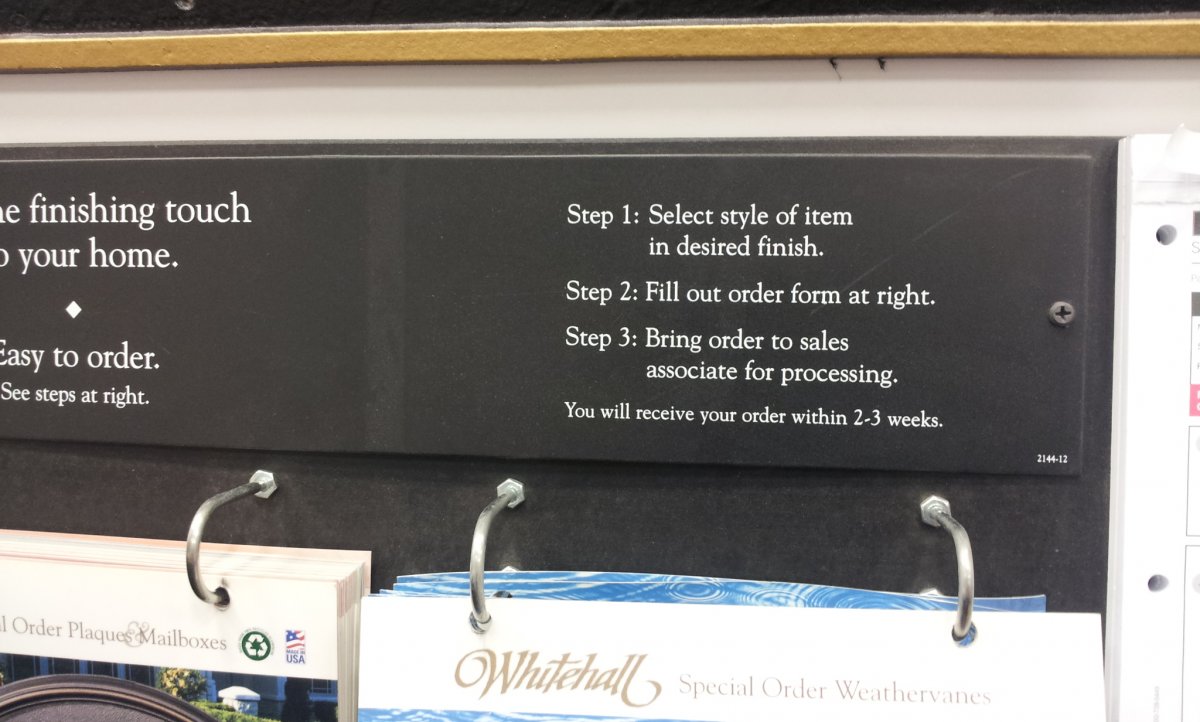 finishing touch
your home.
Easy to order.
See steps at right.
Step 1: Select style of item
in desired finish.
Step 2: Fill out order form at right.
Step 3: Bring order to sales
associate for processing.
You will receive your order within 2-3 weeks.
2144-12
Order Plaques & Mailboxes
MADE IN
USA
Whitehall Special Order Weathervanes